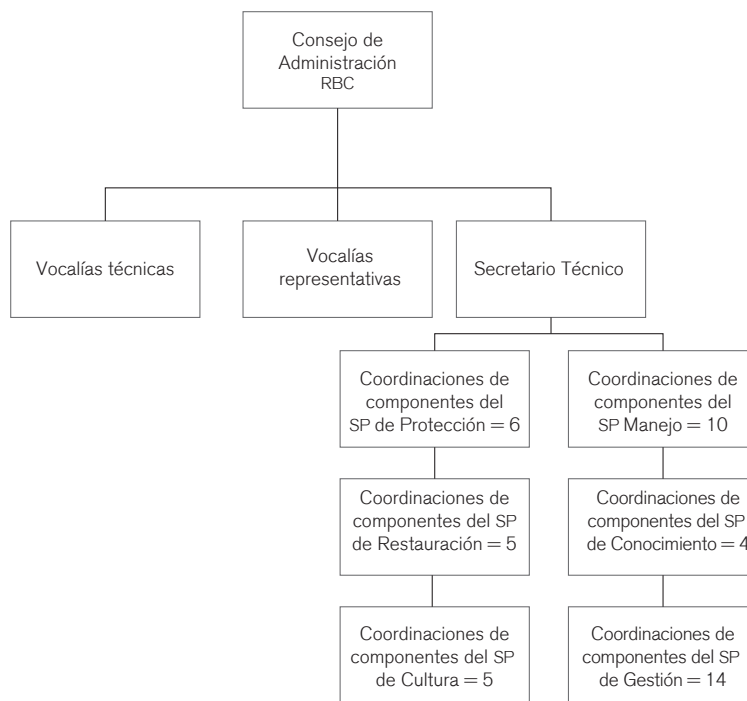 Consejo de
Administración
RBC
Vocalías técnicas
Vocalías
representativas
Secretario Técnico
Coordinaciones de
componentes del
SP de Protección = 6
Coordinaciones de
componentes del
SP Manejo = 10
Coordinaciones de
componentes del SP
de Restauración = 5
Coordinaciones de
componentes del SP
de Conocimiento = 4
Coordinaciones de
componentes del SP
de Cultura = 5
Coordinaciones de
componentes del SP
de Gestión = 14